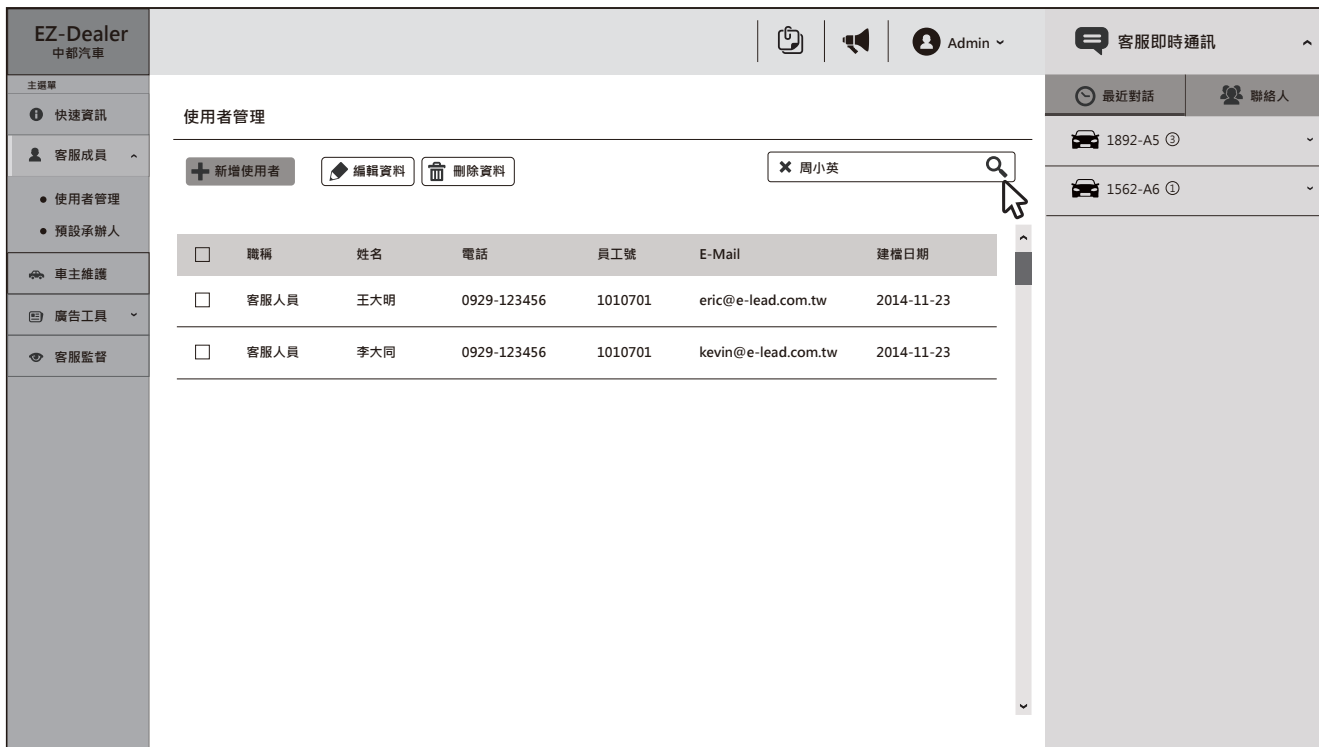 EZ-Dealer
中都汽車
Admin
客服即時通訊
主選單
快速資訊
客服成員
使用者管理
預設承辦人
車主維護
廣告工具
客服監督
使用者管理
新增使用者 編輯資料 刪除資料 周小英
職稱 姓名 電話 員工號 E-Mail 建檔日期
客服人員 王大明 0929-123456 1010701 eric@e-lead.com.tw 2014-11-23
客服人員 李大同 0929-123456 1010701 kevin@e-lead.com.tw 2014-11-23
最近對話 聯絡人
1892-A5 ③
1562-A6 ①